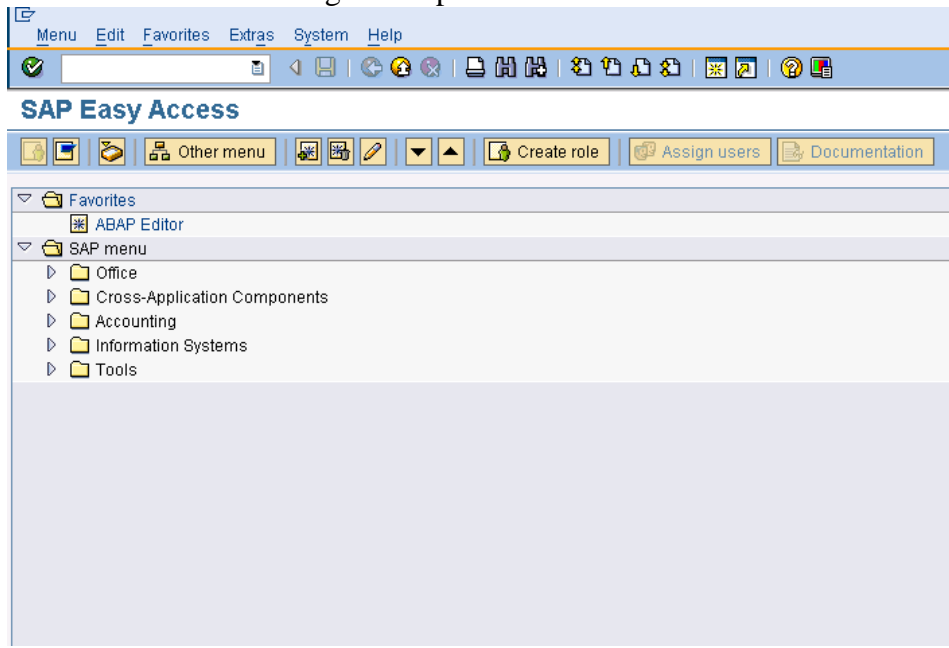 Menu Edit Favorites Extras System Help
SAP Easy Access
Other menu Create role Assign users Documentation
Favorites
ABAP Editor
SAP menu
Office
Cross-Application Components
Accounting
Information Systems
Tools